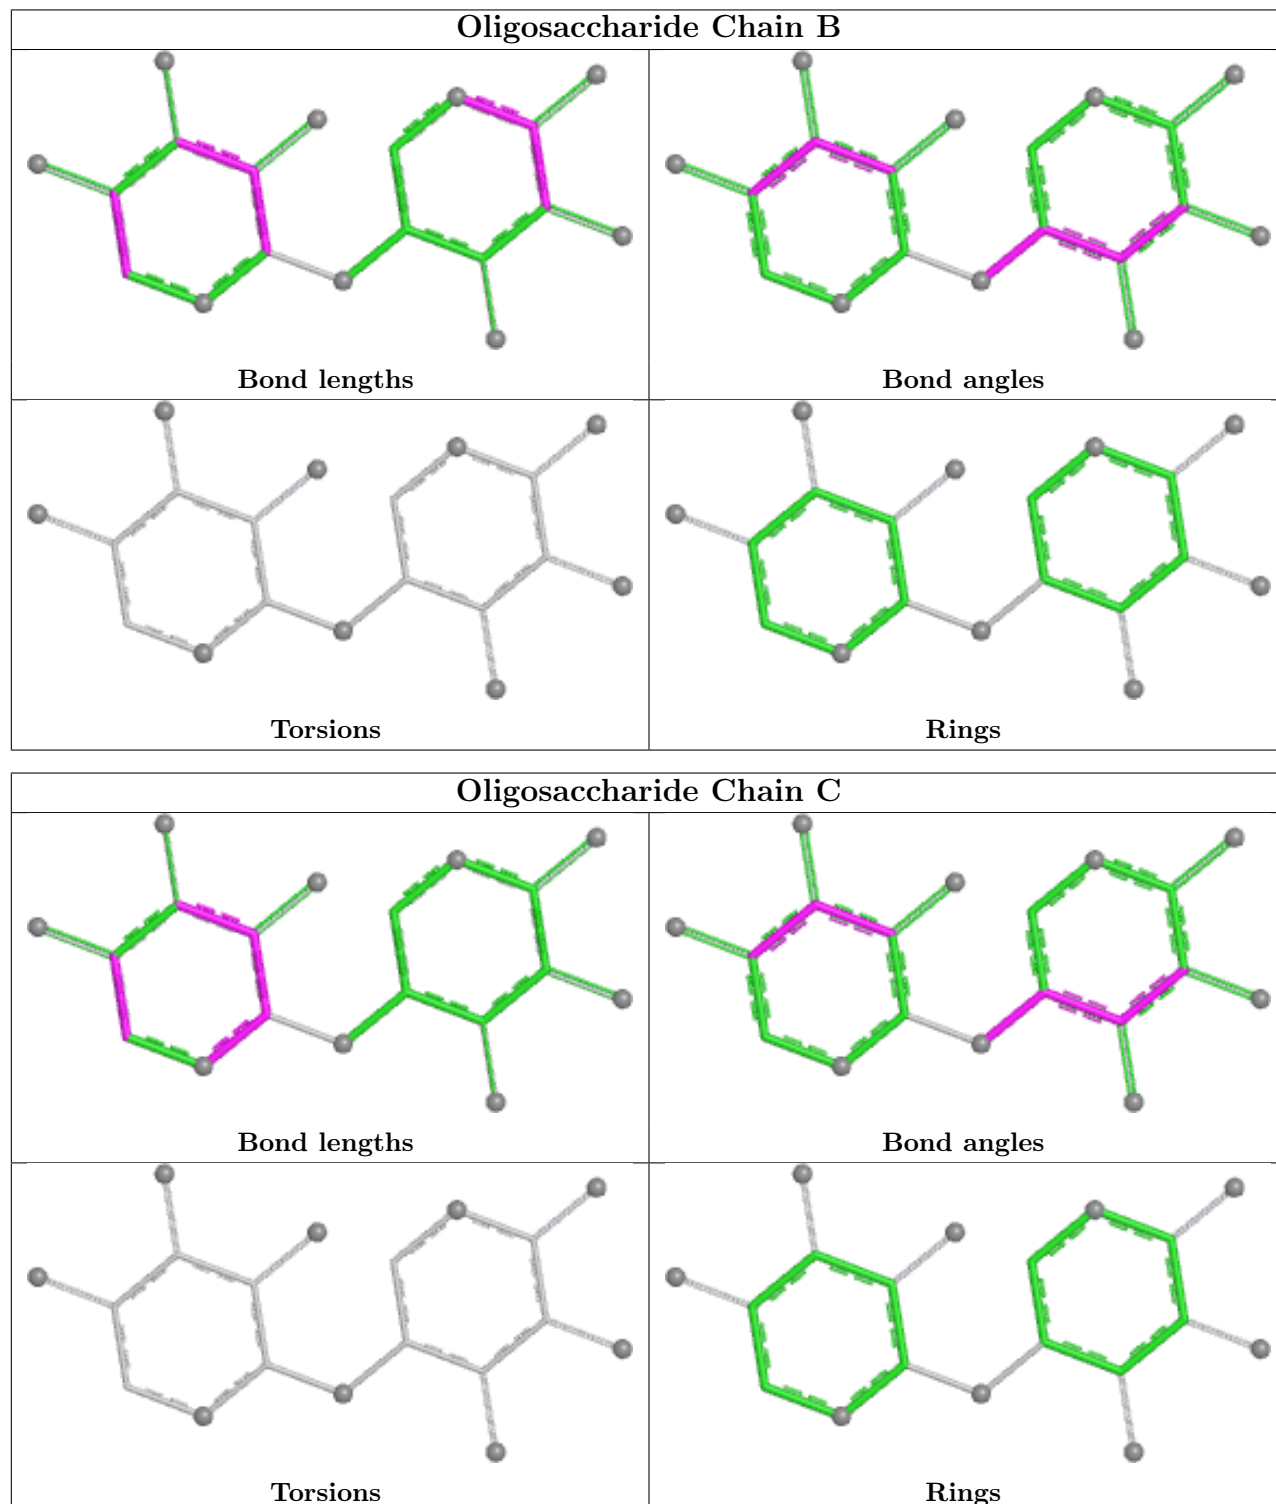 Oligosaccharide Chain B
Bond lengths
Bond angles
Torsions
Rings
Oligosaccharide Chain C
Bond lengths
Bond angles
Torsions
Rings